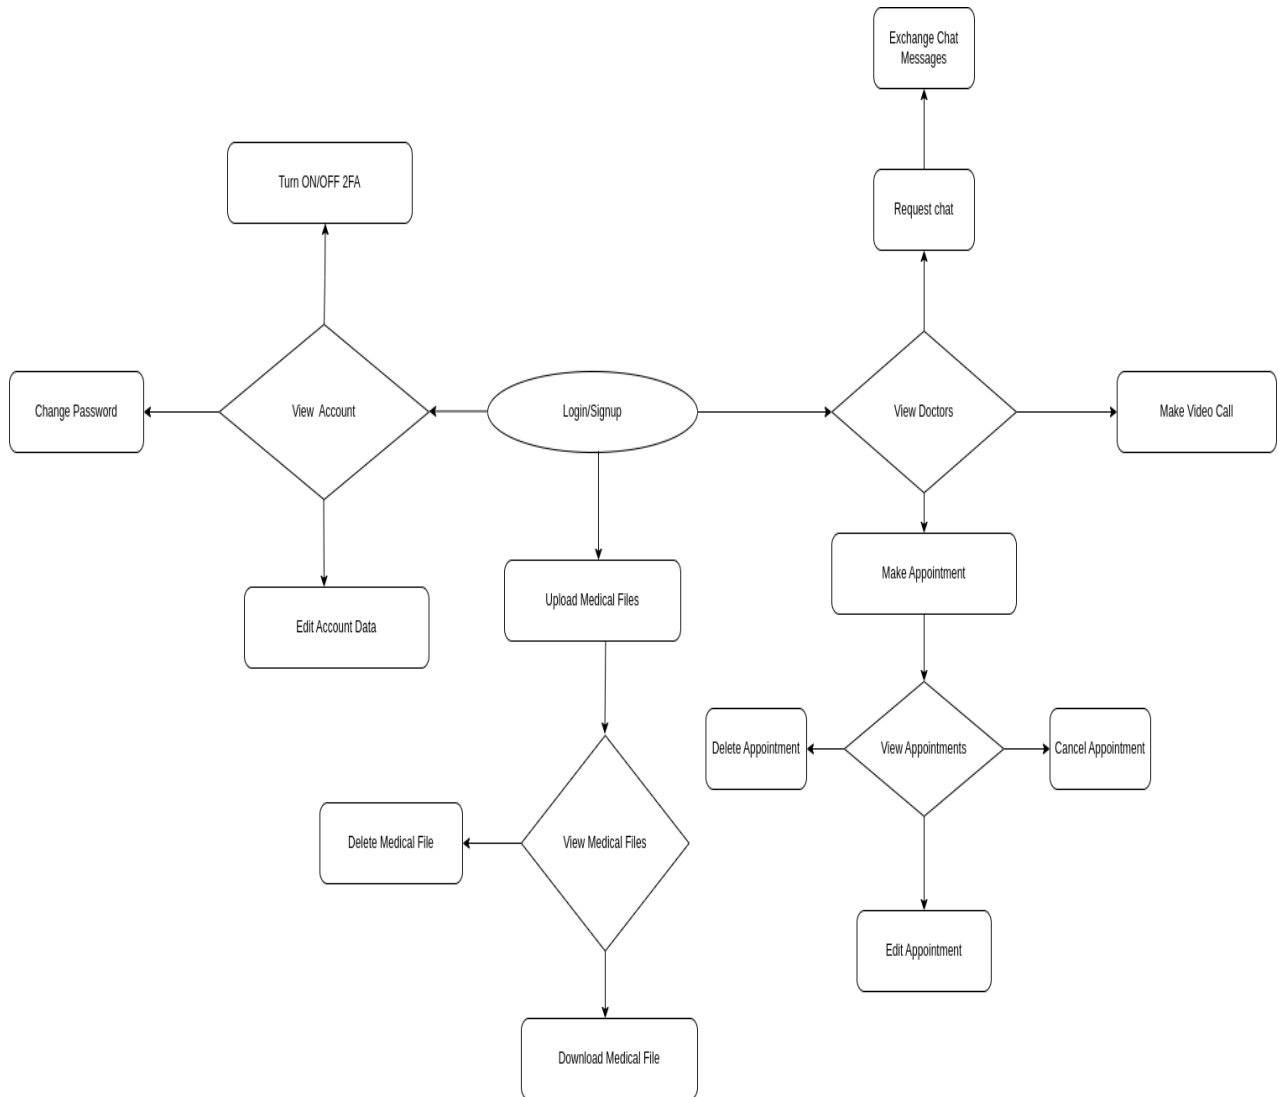 Exchange Chat
Messages
Turn ON/OFF 2FA
Request chat
Change Password
View  Account
Login/Signup
View Doctors
Make Video Call
Make Appointment
Upload Medical Files
Edit Account Data
Delete Appointment
View Appointments
Cancel Appointment
Delete Medical File
View Medical Files
Edit Appointment
Download Medical File